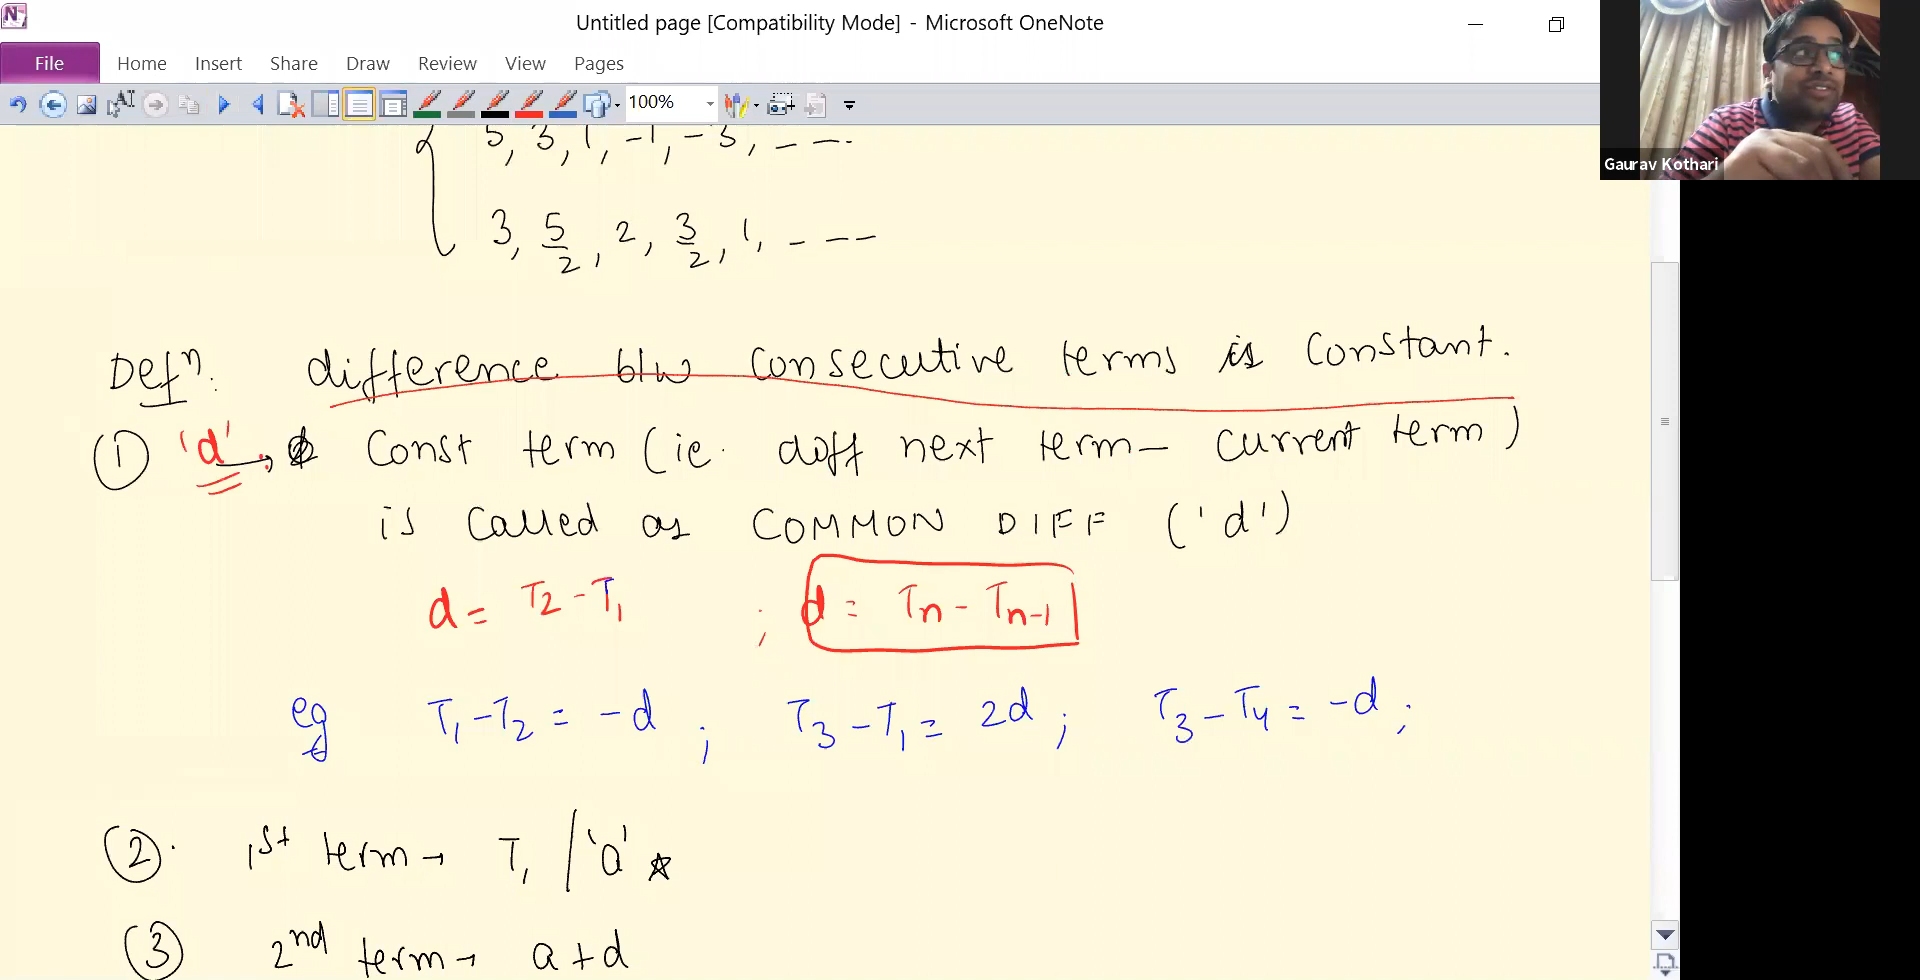 Untitled page [Compatibility Mode] - Microsoft OneNote
File Home Insert Share Draw Review View Pages
100%
Gaurav Kothari
5, 3, 1, -1, -3, - - -
3, 5/2, 2, 3/2, 1, - - -
Defⁿ: difference b/w consecutive terms is constant.
① 'd' → Const term (ie. diff next term - current term)
is called as COMMON DIFF ('d')
d = T₂ - T₁ ; d = Tₙ - Tₙ₋₁
eg T₁ - T₂ = -d ; T₃ - T₁ = 2d ; T₃ - T₄ = -d ;
②. 1st term → T₁ / 'a' ☆
③ 2nd term → a + d